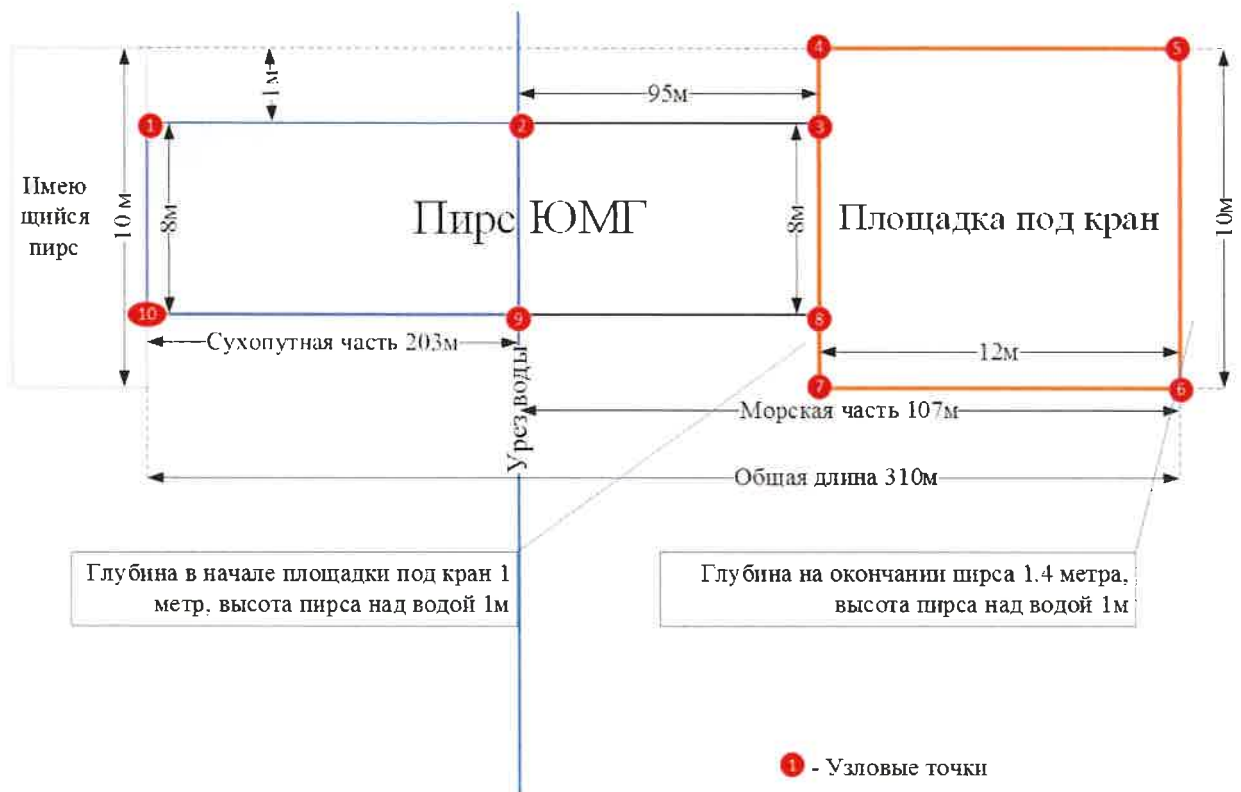 4
5
1м
95м
1
2
3
Имею
щийся
пирс
10 м
8м
Пирс ЮМГ
8м
Площадка под кран
10м
10
9
8
Сухопутная часть 203м
12м
7
6
Урез воды
Морская часть 107м
Общая длина 310м
Глубина в начале площадки под кран 1
метр, высота пирса над водой 1м
Глубина на окончании пирса 1.4 метра,
высота пирса над водой 1м
1 - Узловые точки